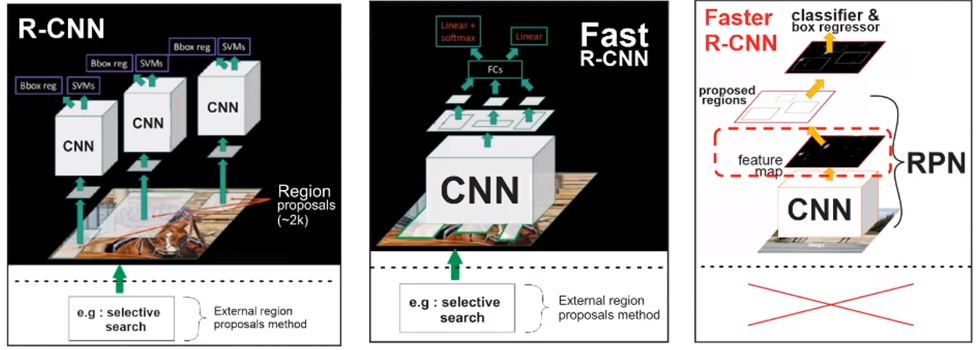 R-CNN
Bbox reg
SVMs
Bbox reg
SVMs
Bbox reg
SVMs
CNN
CNN
CNN
Region
proposals
(~2k)
e.g : selective
search
External region
proposals method
Fast
R-CNN
Linear +
softmax
Linear
FCs
CNN
e.g : selective
search
External region
proposals method
Faster
R-CNN
classifier &
box regressor
proposed
regions
feature
map
RPN
CNN